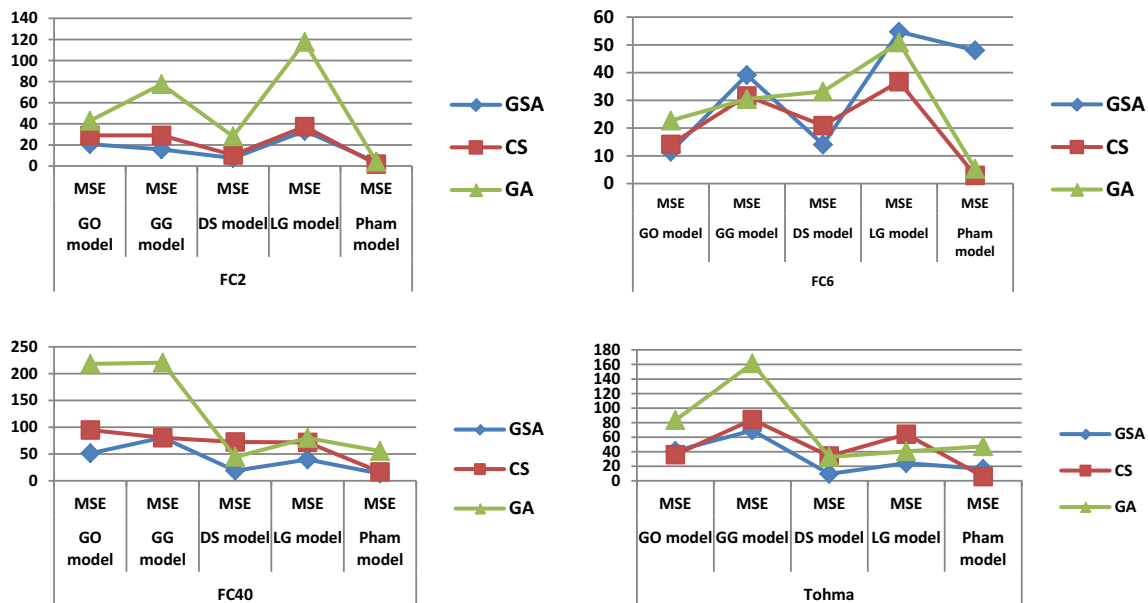 140
120
100
80
60
40
20
0
MSE MSE MSE MSE MSE
GO model GG model DS model LG model Pham model
FC2
GSA
CS
GA
60
50
40
30
20
10
0
MSE MSE MSE MSE MSE
GO model GG model DS model LG model Pham model
FC6
GSA
CS
GA
250
200
150
100
50
0
MSE MSE MSE MSE MSE
GO model GG model DS model LG model Pham model
FC40
GSA
CS
GA
180
160
140
120
100
80
60
40
20
0
MSE MSE MSE MSE MSE
GO model GG model DS model LG model Pham model
Tohma
GSA
CS
GA